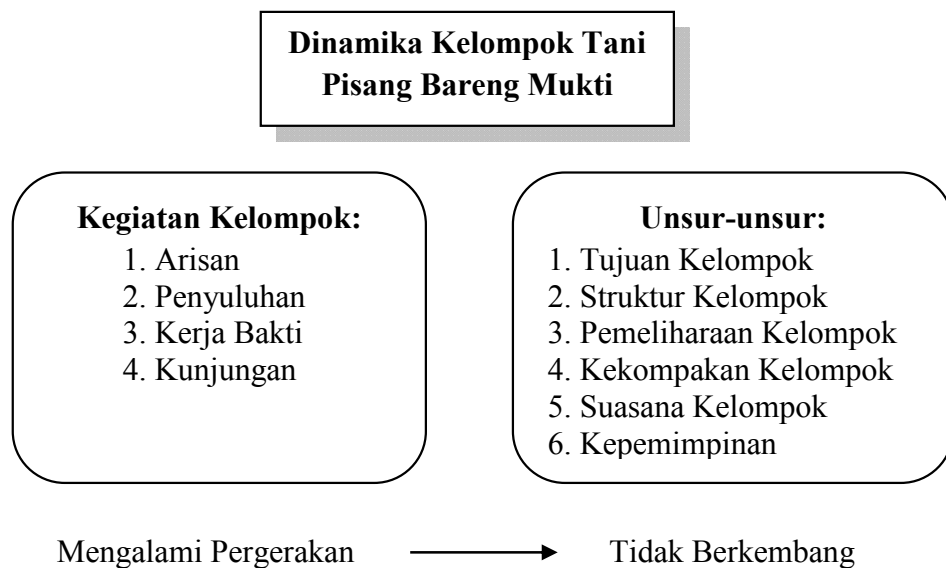 Dinamika Kelompok Tani
Pisang Bareng Mukti
Kegiatan Kelompok:
1. Arisan
2. Penyuluhan
3. Kerja Bakti
4. Kunjungan
Unsur-unsur:
1. Tujuan Kelompok
2. Struktur Kelompok
3. Pemeliharaan Kelompok
4. Kekompakan Kelompok
5. Suasana Kelompok
6. Kepemimpinan
Mengalami Pergerakan
Tidak Berkembang